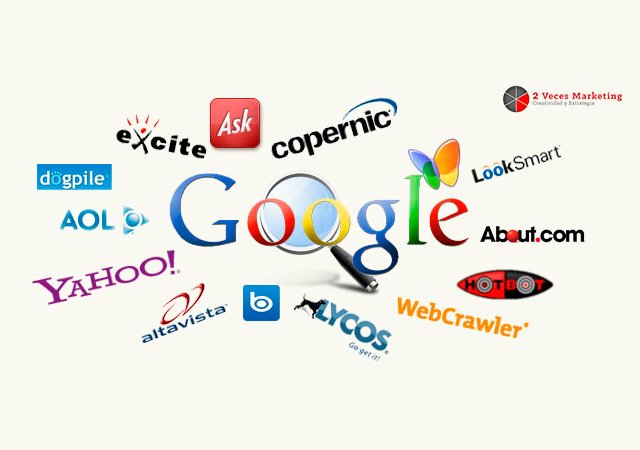 2 Veces Marketing
Creatividad y Estrategia
excite
Ask
copernic
dogpile
LookSmart
Google
AOL
About.com
YAHOO!
HOTBOT
altavista
b
LYCOS
Go get it!
WebCrawler